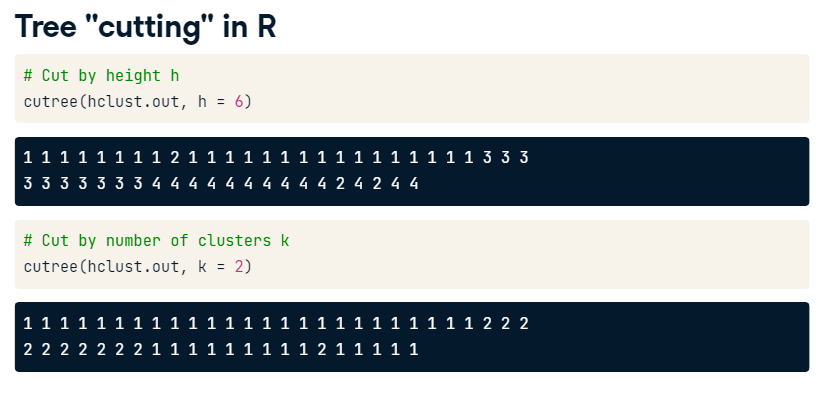 Tree "cutting" in R
# Cut by height h
cutree(hclust.out, h = 6)
1 1 1 1 1 1 1 1 2 1 1 1 1 1 1 1 1 1 1 1 1 1 1 1 1 3 3 3
3 3 3 3 3 3 3 4 4 4 4 4 4 4 4 4 4 2 4 2 4 4
# Cut by number of clusters k
cutree(hclust.out, k = 2)
1 1 1 1 1 1 1 1 1 1 1 1 1 1 1 1 1 1 1 1 1 1 1 1 1 2 2 2
2 2 2 2 2 2 2 1 1 1 1 1 1 1 1 1 2 1 1 1 1 1